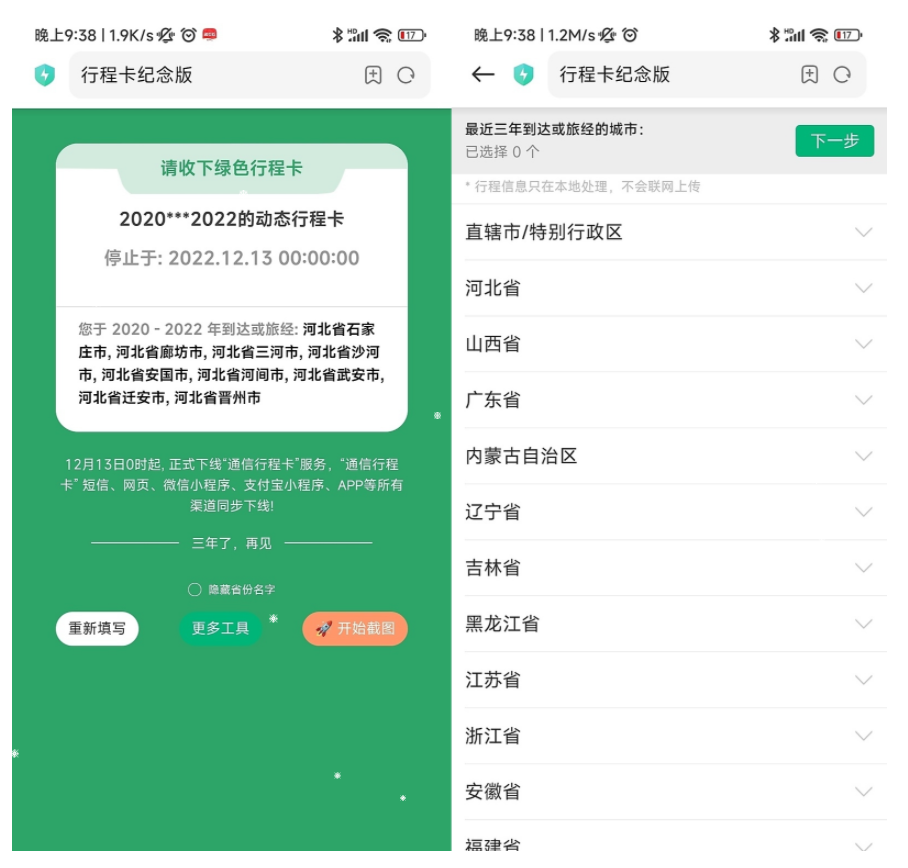 晚上9:38 | 1.9K/s
17
行程卡纪念版
请收下绿色行程卡
2020***2022的动态行程卡
停止于: 2022.12.13 00:00:00
您于 2020 - 2022 年到达或旅经: 河北省石家
庄市, 河北省廊坊市, 河北省三河市, 河北省沙河
市, 河北省安国市, 河北省河间市, 河北省武安市,
河北省迁安市, 河北省晋州市
12月13日0时起, 正式下线“通信行程卡”服务，“通信行程
卡” 短信、网页、微信小程序、支付宝小程序、APP等所有
渠道同步下线!
三年了，再见
隐藏省份名字
重新填写
更多工具
开始截图
晚上9:38 | 1.2M/s
17
行程卡纪念版
最近三年到达或旅经的城市：
已选择 0 个
下一步
* 行程信息只在本地处理，不会联网上传
直辖市/特别行政区
河北省
山西省
广东省
内蒙古自治区
辽宁省
吉林省
黑龙江省
江苏省
浙江省
安徽省
福建省